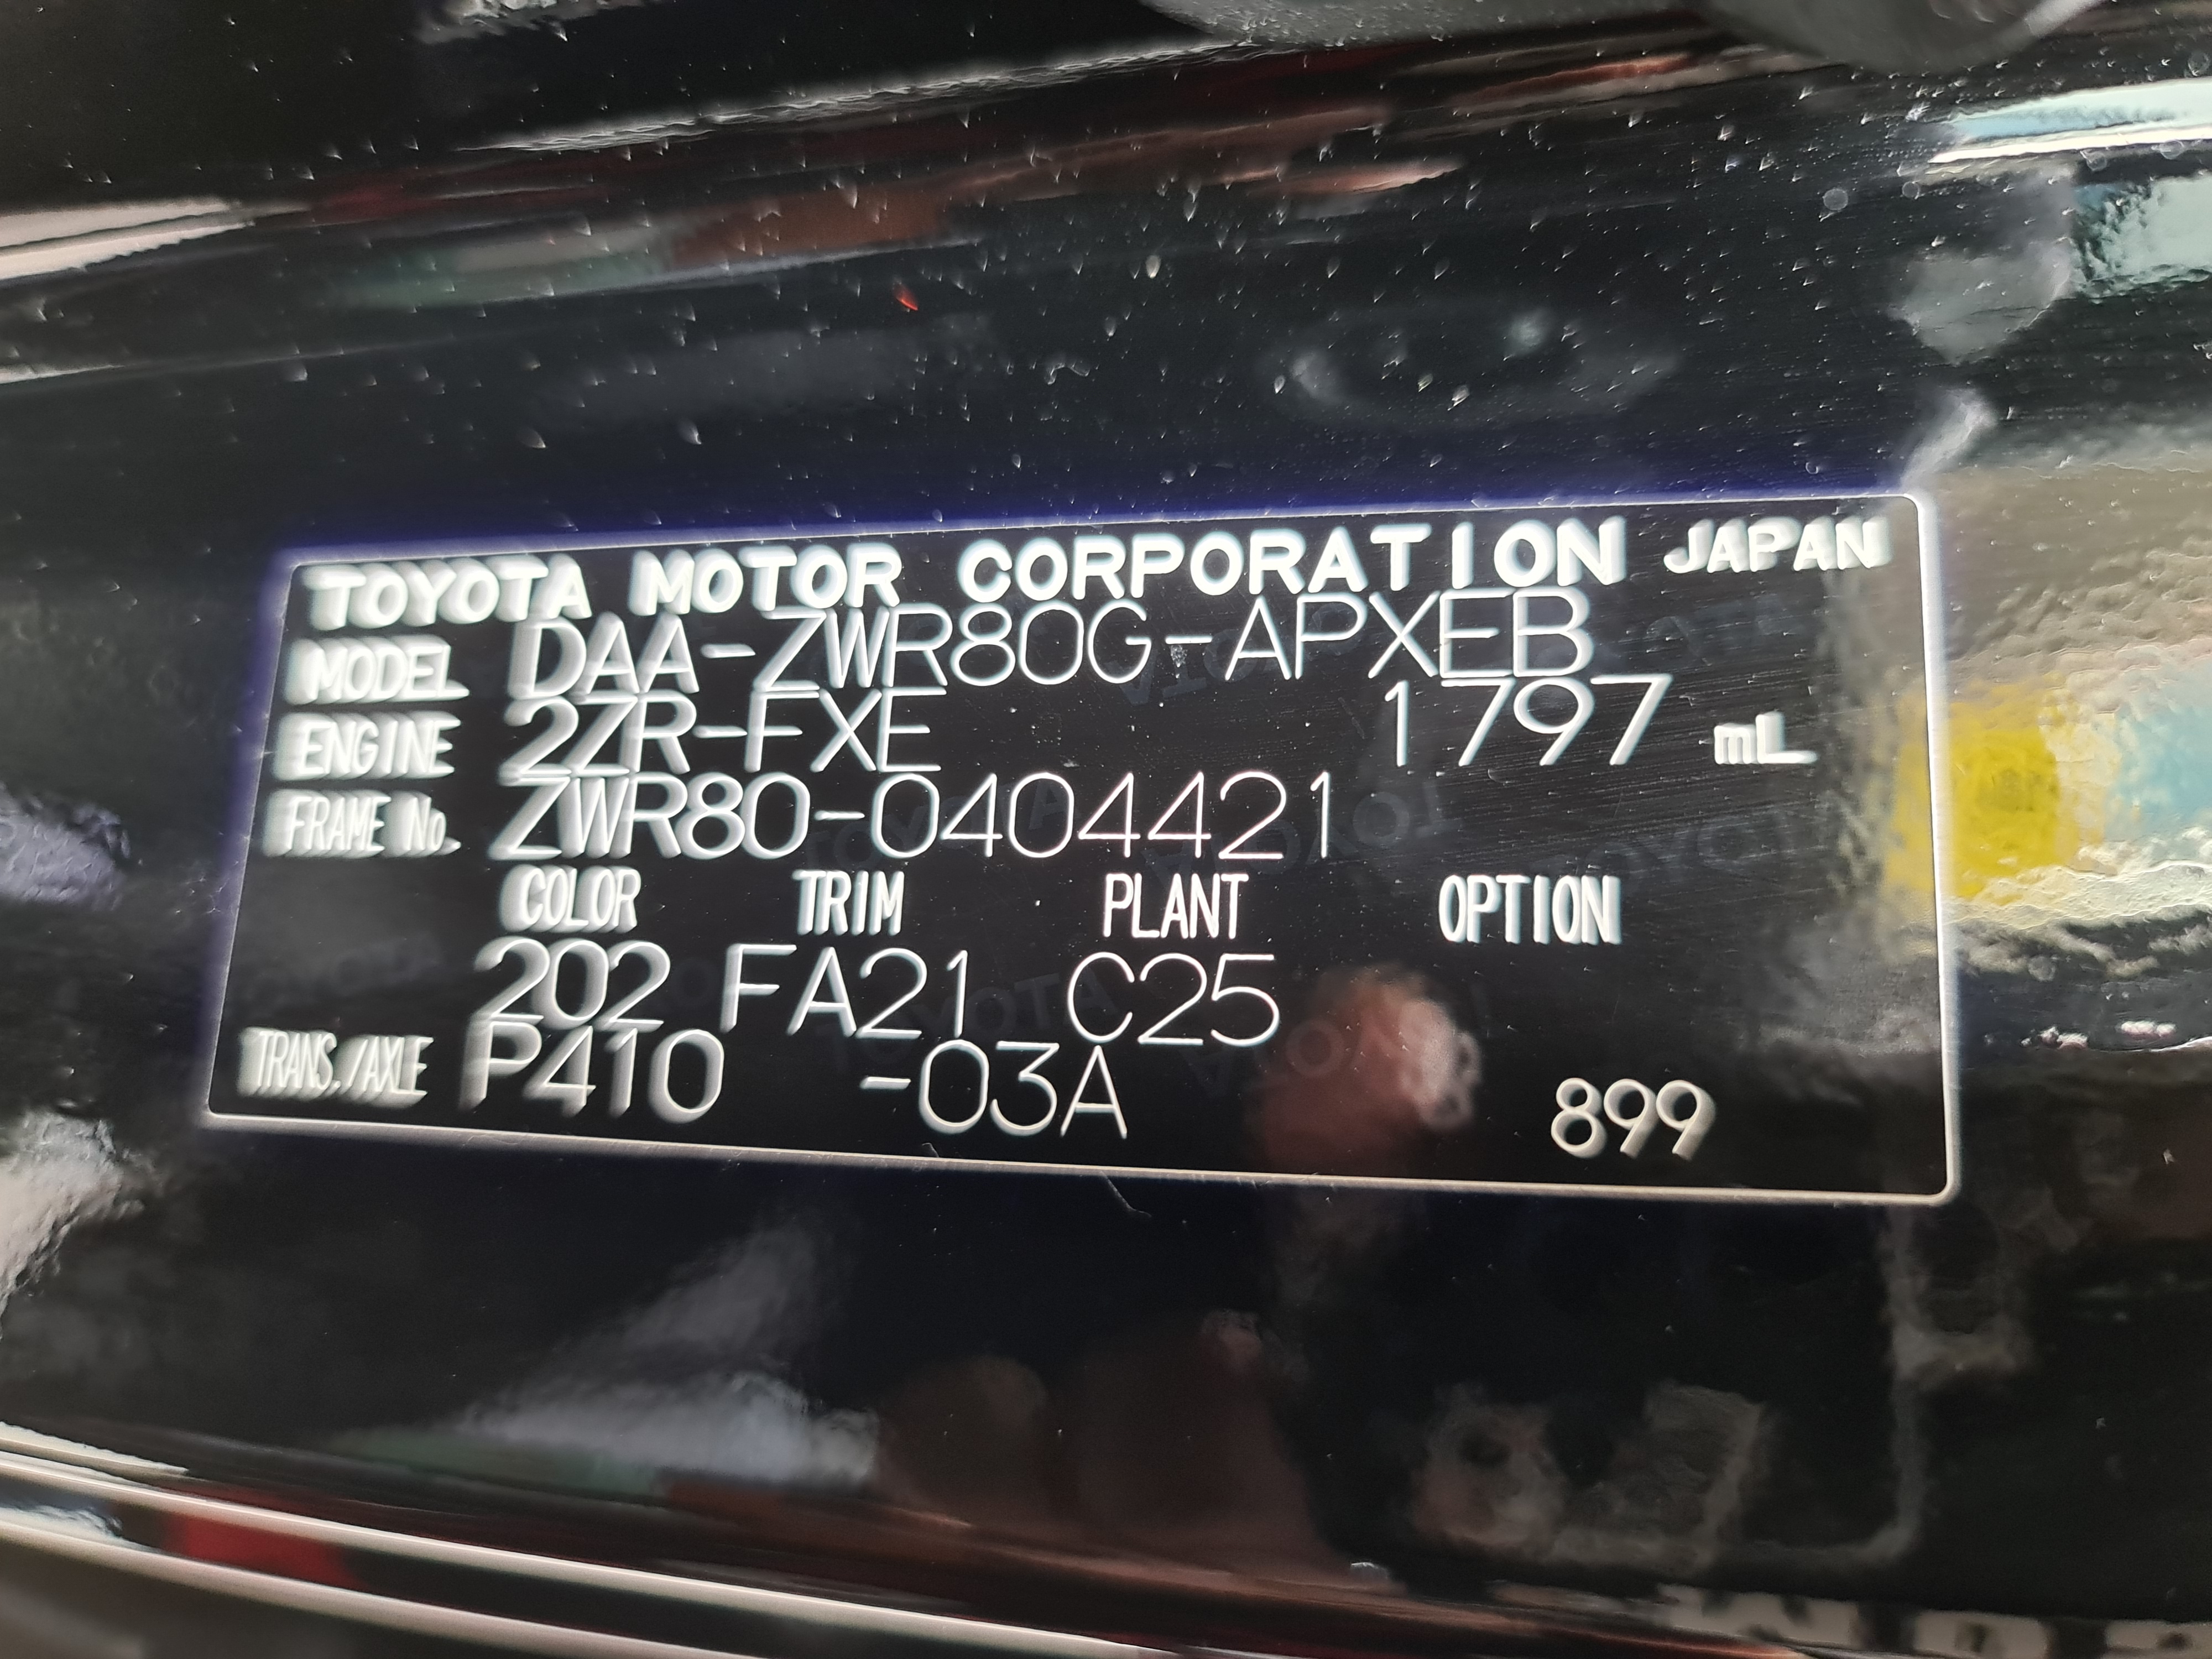 TOYOTA MOTOR CORPORATION JAPAN
MODEL DAA-ZWR80G-APXEB
ENGINE 2ZR-FXE 1797 mL
FRAME No. ZWR80-0404421
COLOR TRIM PLANT OPTION
202 FA21 C25
TRANS./AXLE P410 -03A 899